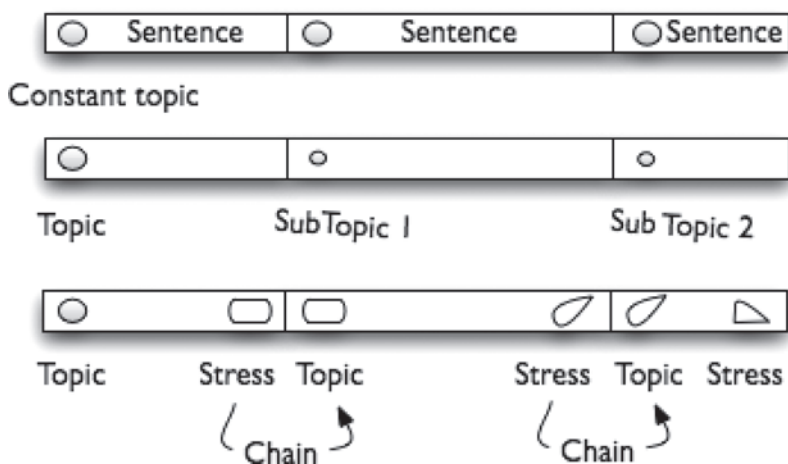 Sentence Sentence Sentence
Constant topic
Topic SubTopic 1 Sub Topic 2
Topic Stress Topic Stress Topic Stress
Chain Chain